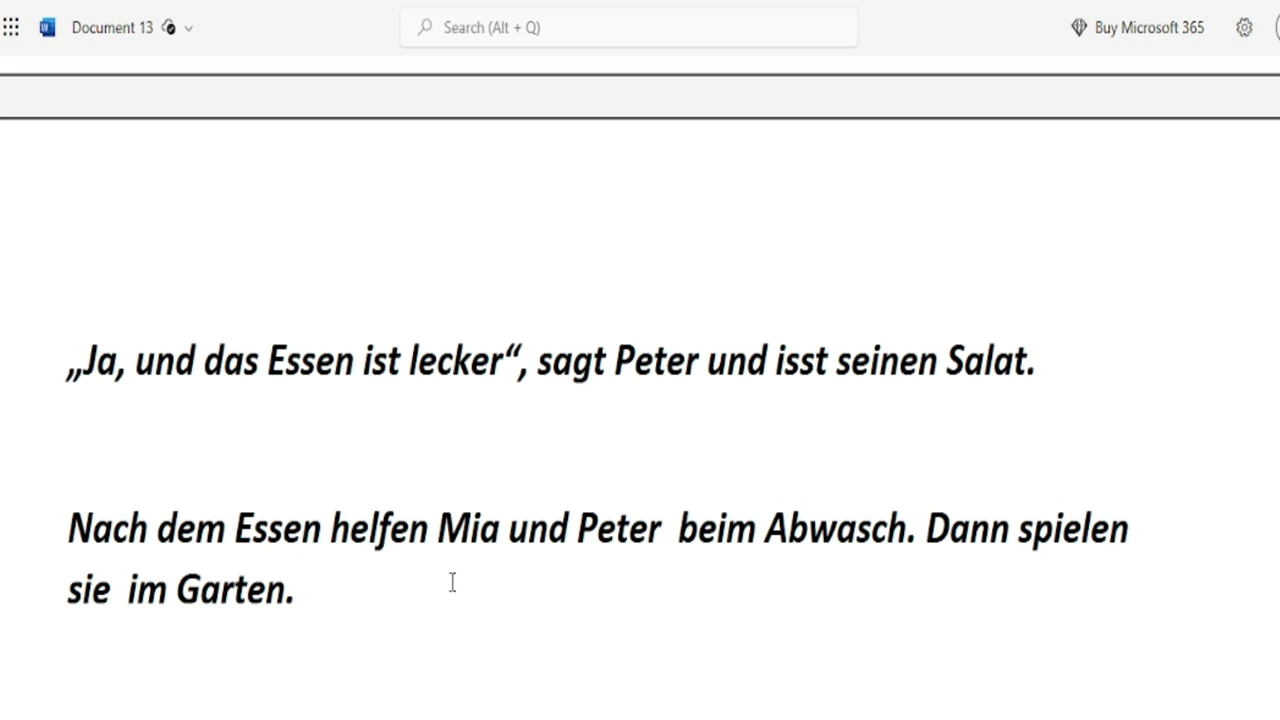 Document 13
Search (Alt + Q)
Buy Microsoft 365
„Ja, und das Essen ist lecker“, sagt Peter und isst seinen Salat.
Nach dem Essen helfen Mia und Peter  beim Abwasch. Dann spielen
sie  im Garten.